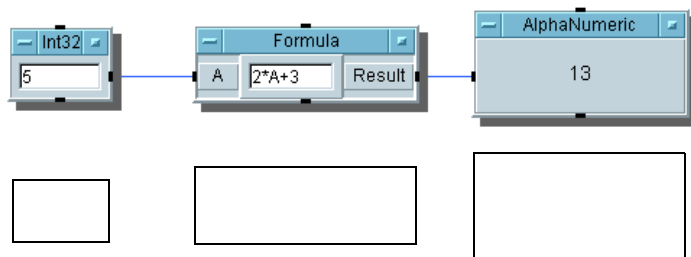 Int32
5
Formula
A
2*A+3
Result
AlphaNumeric
13